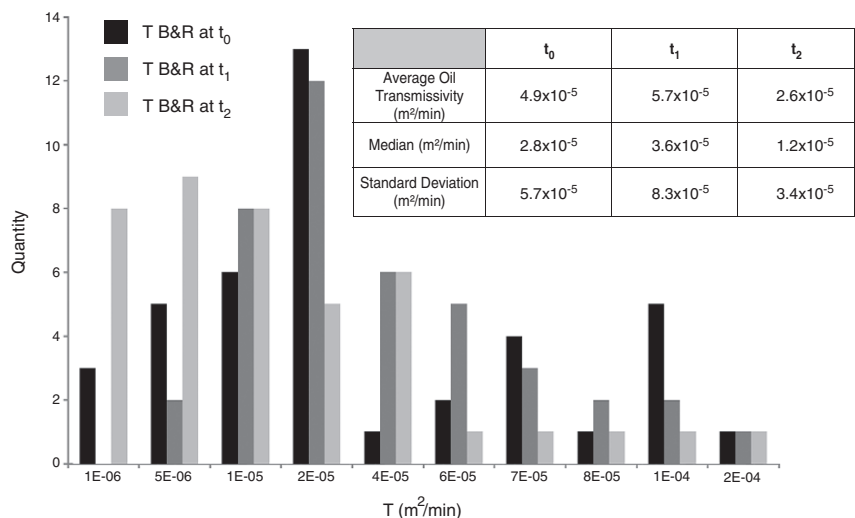 14
12
10
8
6
4
2
0
Quantity
T B&R at t0
T B&R at t1
T B&R at t2
t0 t1 t2
Average Oil
Transmissivity
(m²/min)
4.9x10-5 5.7x10-5 2.6x10-5
Median (m²/min) 2.8x10-5 3.6x10-5 1.2x10-5
Standard Deviation
(m²/min)
5.7x10-5 8.3x10-5 3.4x10-5
1E-06 5E-06 1E-05 2E-05 4E-05 6E-05 7E-05 8E-05 1E-04 2E-04
T (m2/min)